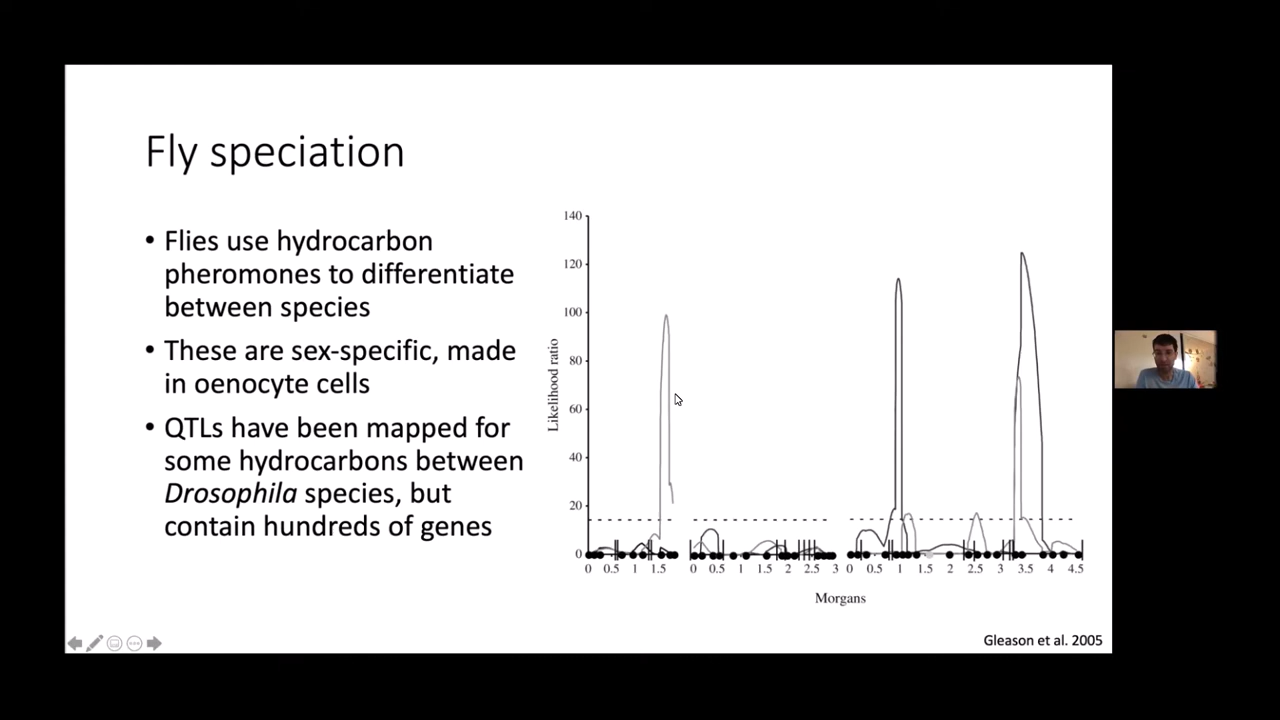 Fly speciation
• Flies use hydrocarbon
pheromones to differentiate
between species
• These are sex-specific, made
in oenocyte cells
• QTLs have been mapped for
some hydrocarbons between
Drosophila species, but
contain hundreds of genes
140
120
100
80
60
40
20
0
Likelihood ratio
0 0.5 1 1.5 0 0.5 1 1.5 2 2.5 3 0 0.5 1 1.5 2 2.5 3 3.5 4 4.5
Morgans
Gleason et al. 2005